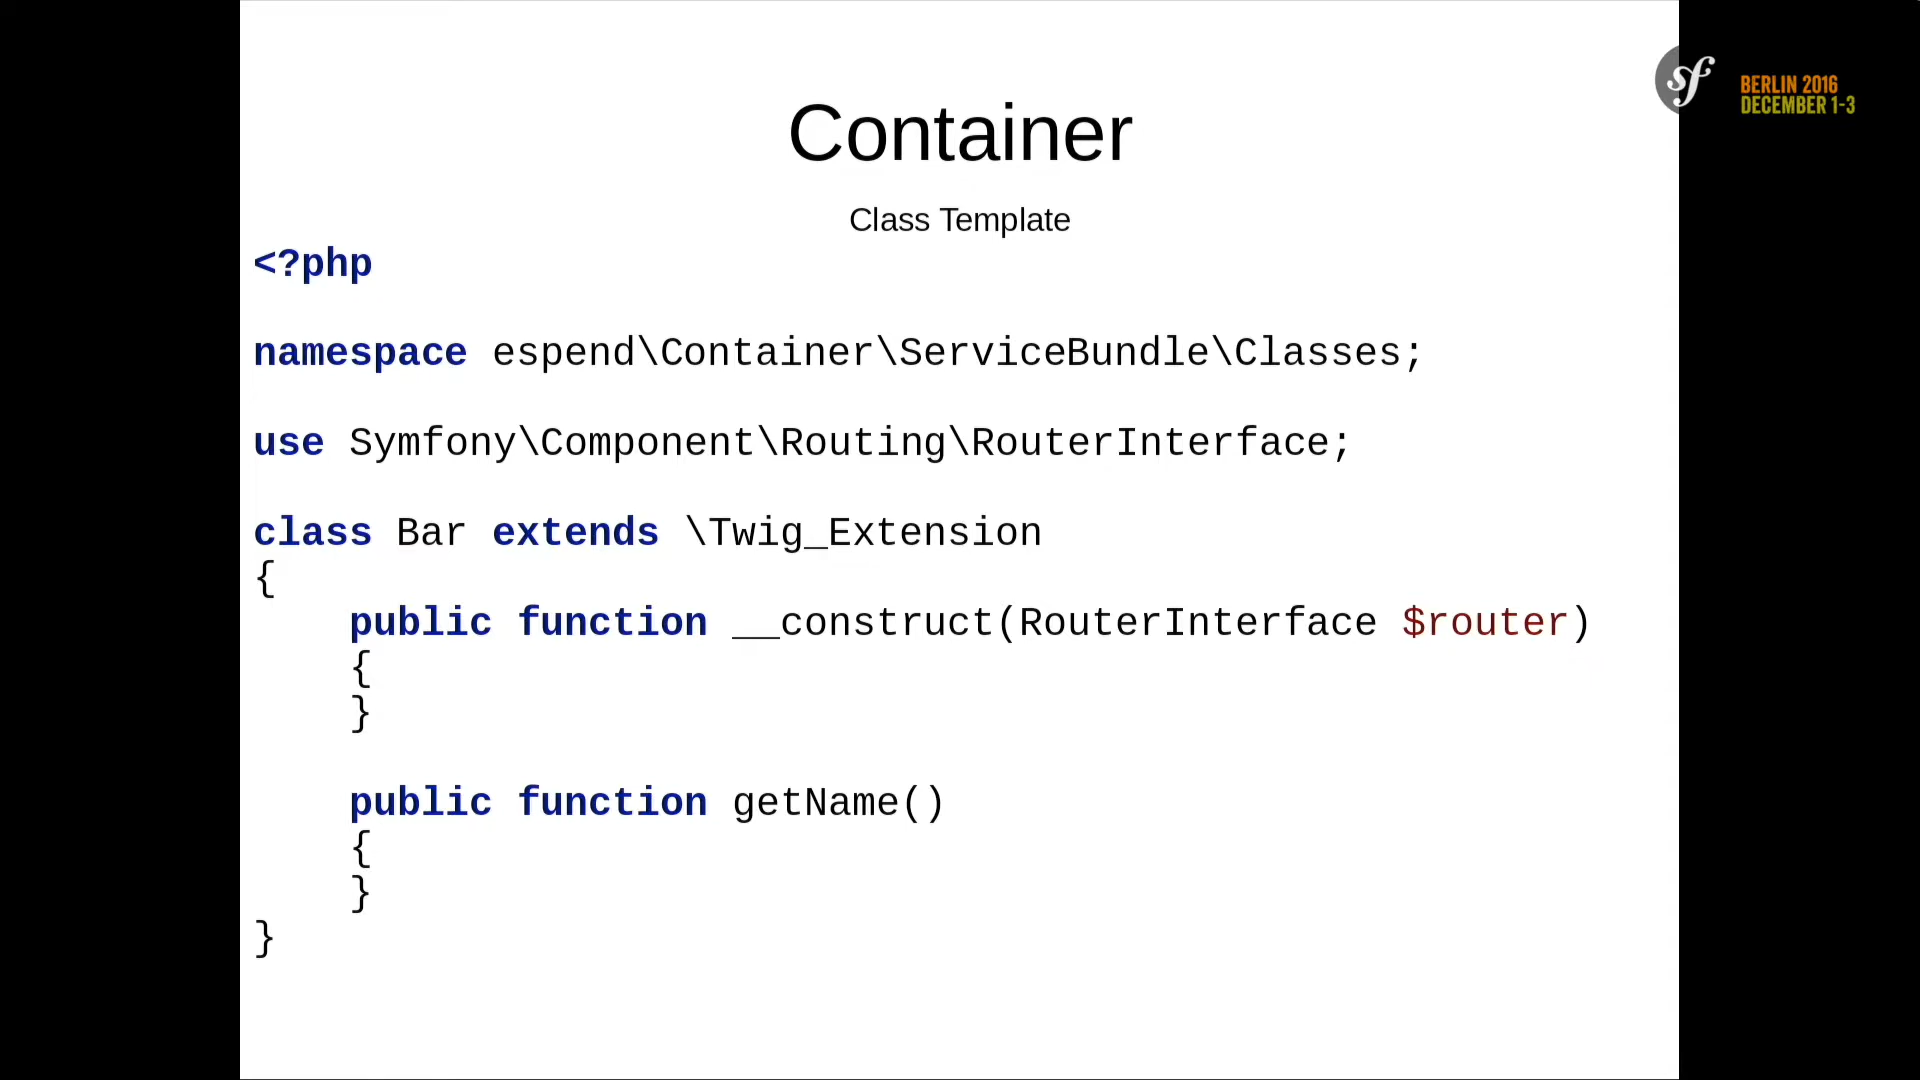 Container
sf
BERLIN 2016
DECEMBER 1-3
Class Template
<?php
namespace espend\Container\ServiceBundle\Classes;
use Symfony\Component\Routing\RouterInterface;
class Bar extends \Twig_Extension
{
    public function __construct(RouterInterface $router)
    {
    }
    public function getName()
    {
    }
}